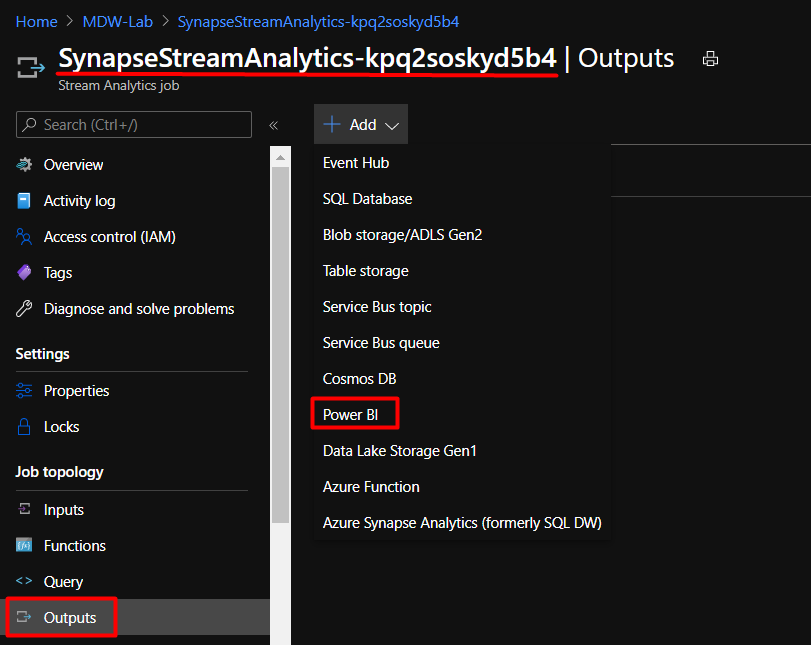 Home > MDW-Lab > SynapseStreamAnalytics-kpq2soskyd5b4
SynapseStreamAnalytics-kpq2soskyd5b4 | Outputs
Stream Analytics job
Search (Ctrl+/)
«
Overview
Activity log
Access control (IAM)
Tags
Diagnose and solve problems
Settings
Properties
Locks
Job topology
Inputs
Functions
Query
Outputs
+ Add
Event Hub
SQL Database
Blob storage/ADLS Gen2
Table storage
Service Bus topic
Service Bus queue
Cosmos DB
Power BI
Data Lake Storage Gen1
Azure Function
Azure Synapse Analytics (formerly SQL DW)